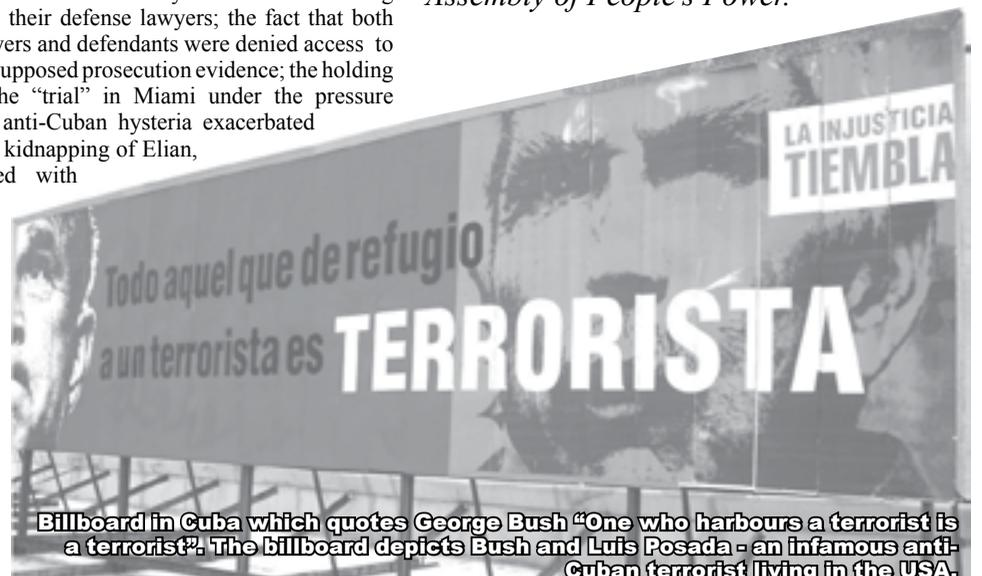 their defense lawyers; the fact that both
and defendants were denied access to
prosecution evidence; the holding
"trial" in Miami under the pressure
anti-Cuban hysteria exacerbated
kidnapping of Elian,
with
Assembly of People's Power.
LA INJUSTICIA
TIEMBLA
Todo aquel que de refugio
a un terrorista es TERRORISTA
Billboard in Cuba which quotes George Bush “One who harbours a terrorist is
a terrorist”. The billboard depicts Bush and Luis Posada - an infamous anti-
Cuban terrorist living in the USA.